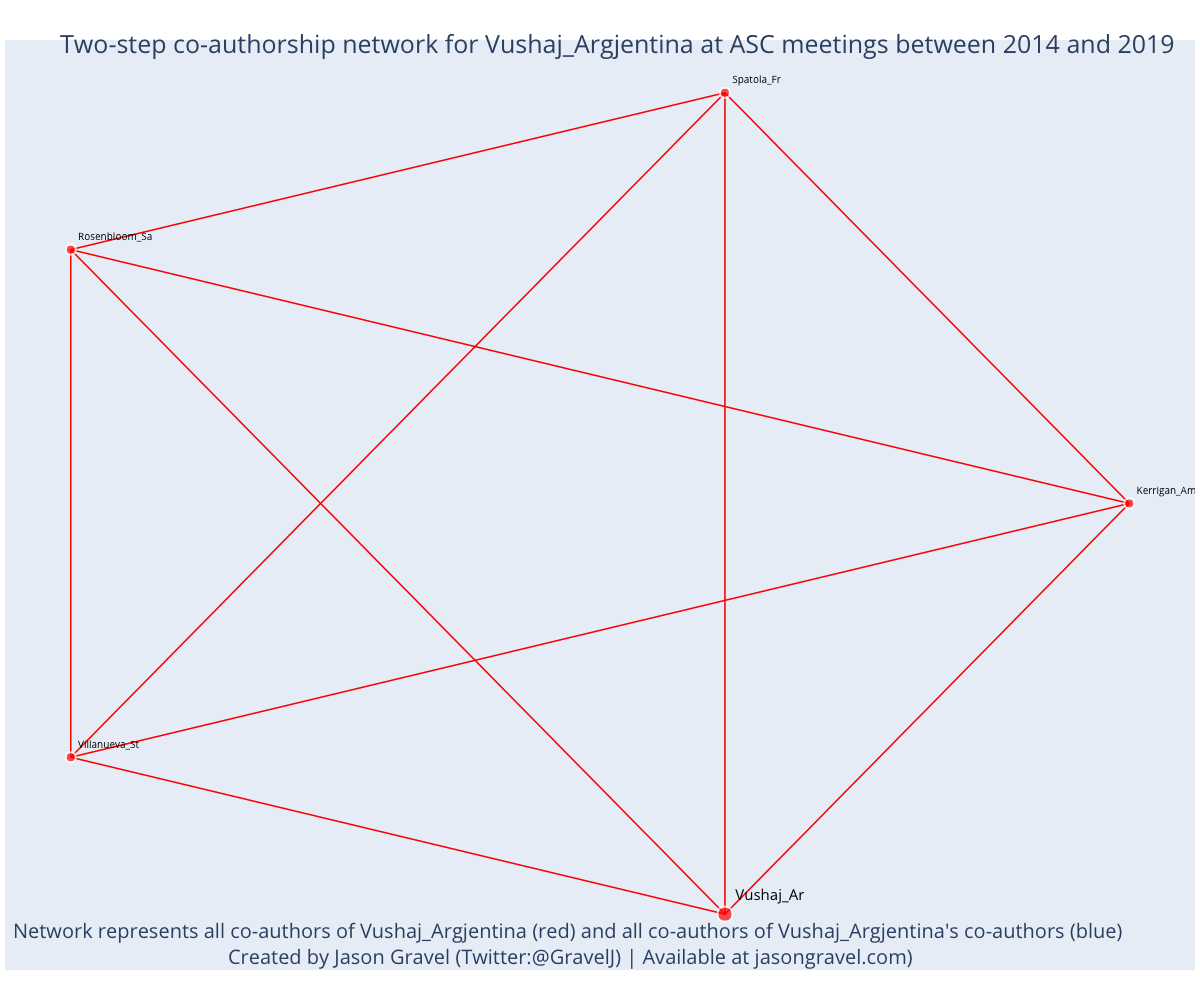 Two-step co-authorship network for Vushaj_Argjentina at ASC meetings between 2014 and 2019
Spatola_Fr
Rosenbloom_Sa
Kerrigan_Am
Villanueva_St
Vushaj_Ar
Network represents all co-authors of Vushaj_Argjentina (red) and all co-authors of Vushaj_Argjentina's co-authors (blue)
Created by Jason Gravel (Twitter:@GravelJ) | Available at jasongravel.com)